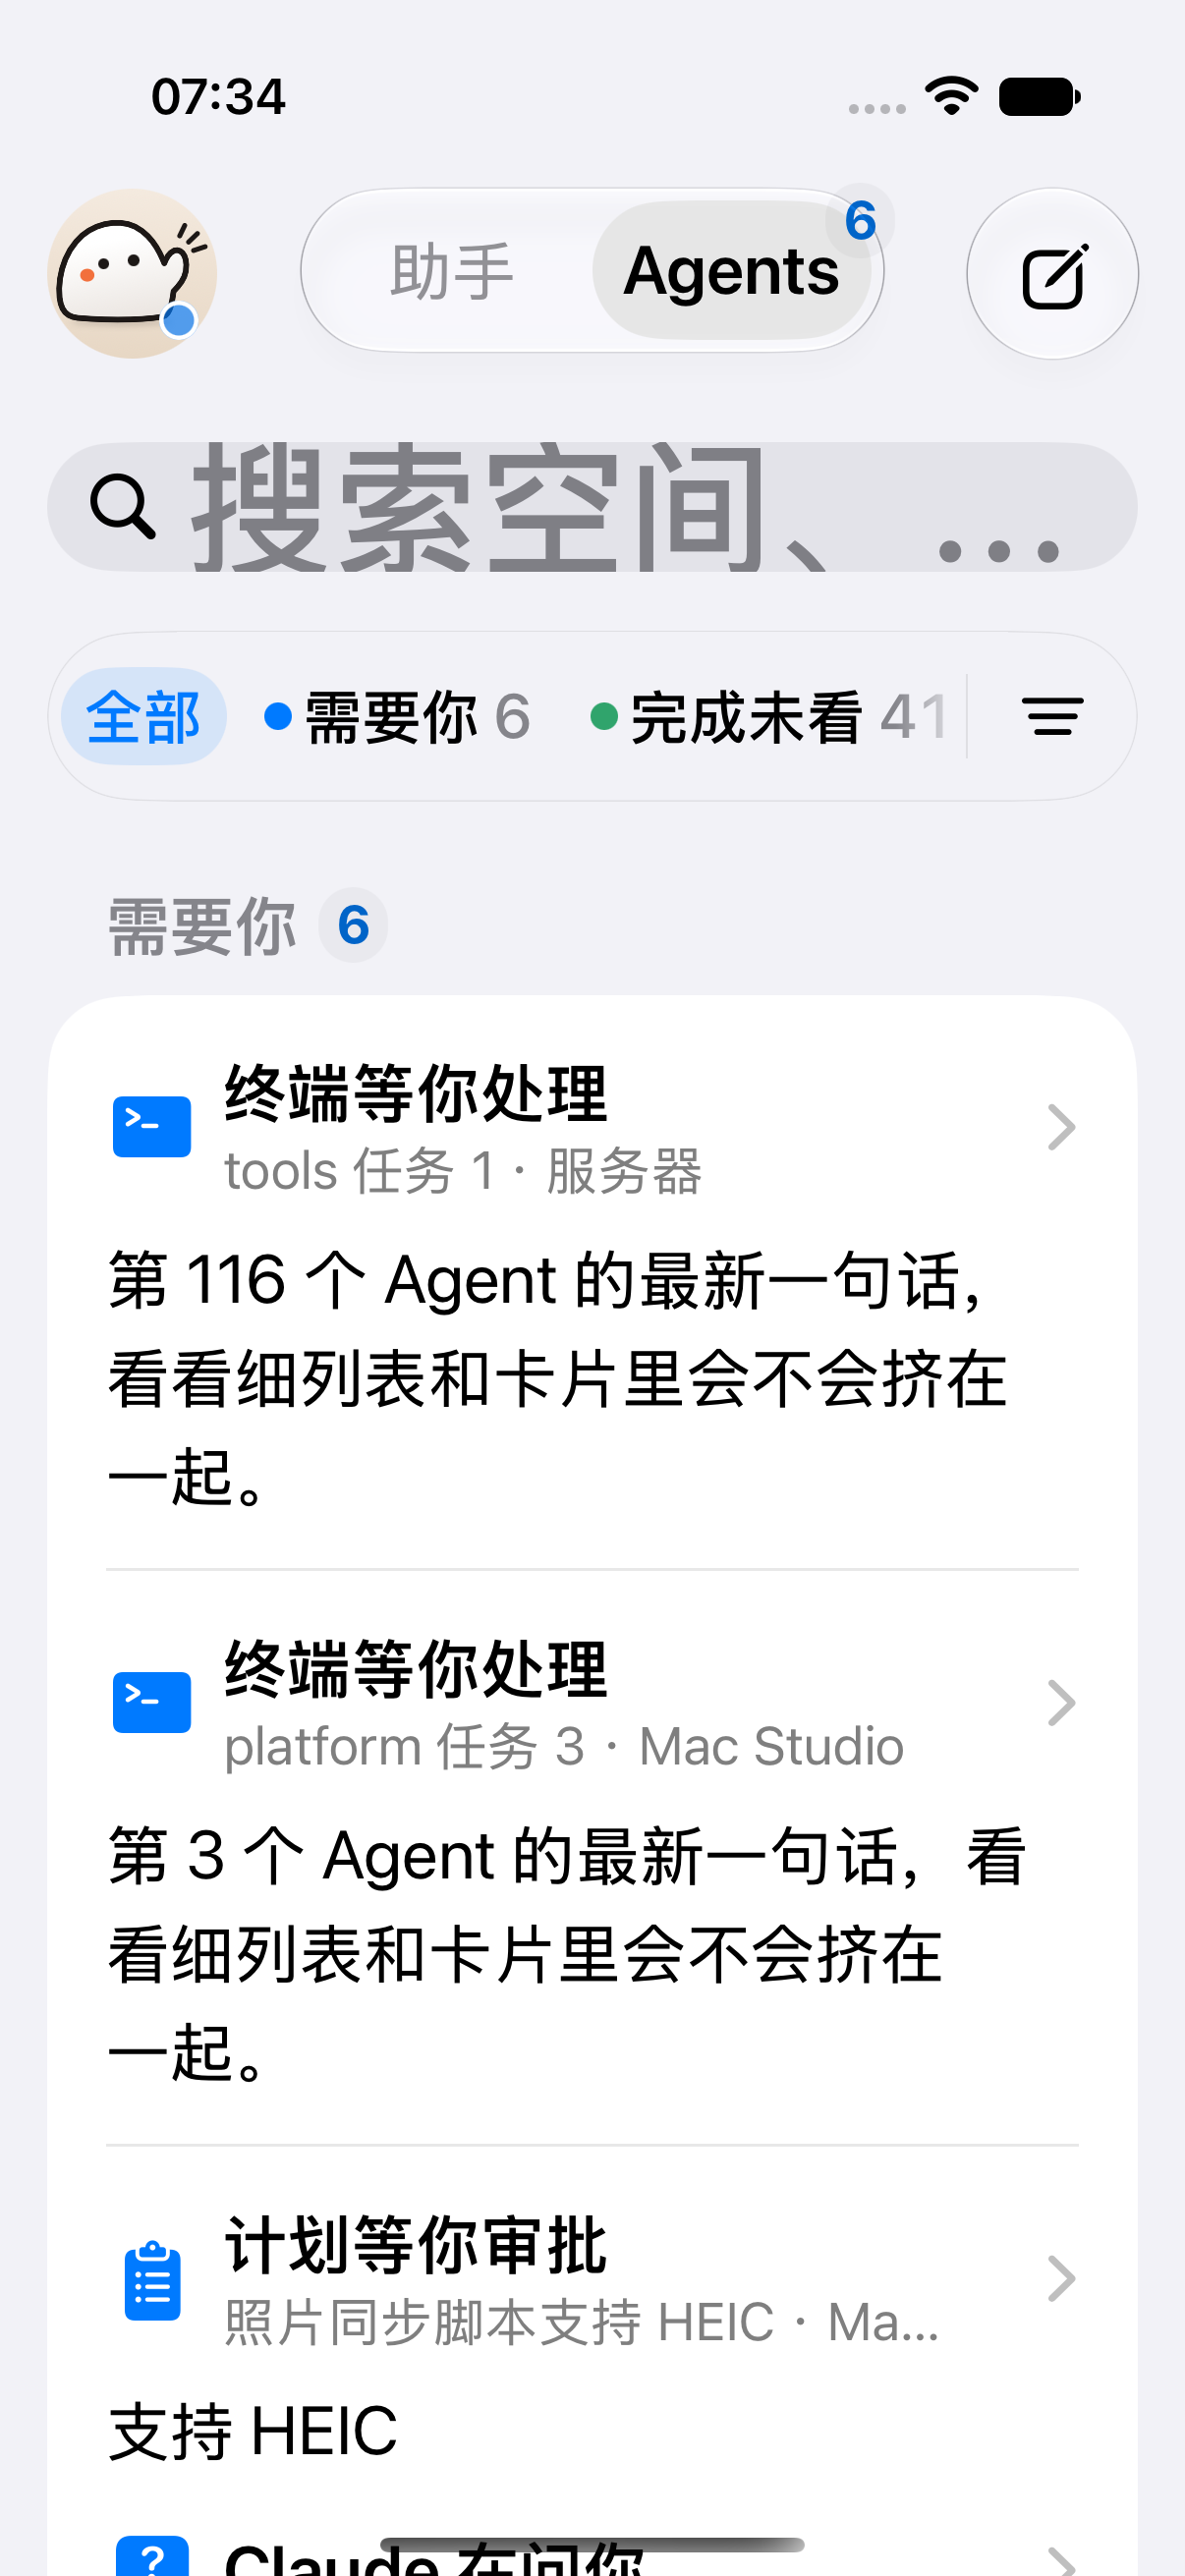 07:34
助手
Agents
6
搜索空间、…
全部
需要你 6
完成未看 41
需要你 6
终端等你处理
tools 任务 1 · 服务器
第 116 个 Agent 的最新一句话，
看看细列表和卡片里会不会挤在
一起。
终端等你处理
platform 任务 3 · Mac Studio
第 3 个 Agent 的最新一句话，看
看细列表和卡片里会不会挤在
一起。
计划等你审批
照片同步脚本支持 HEIC · Ma...
支持 HEIC
Claude 在问你